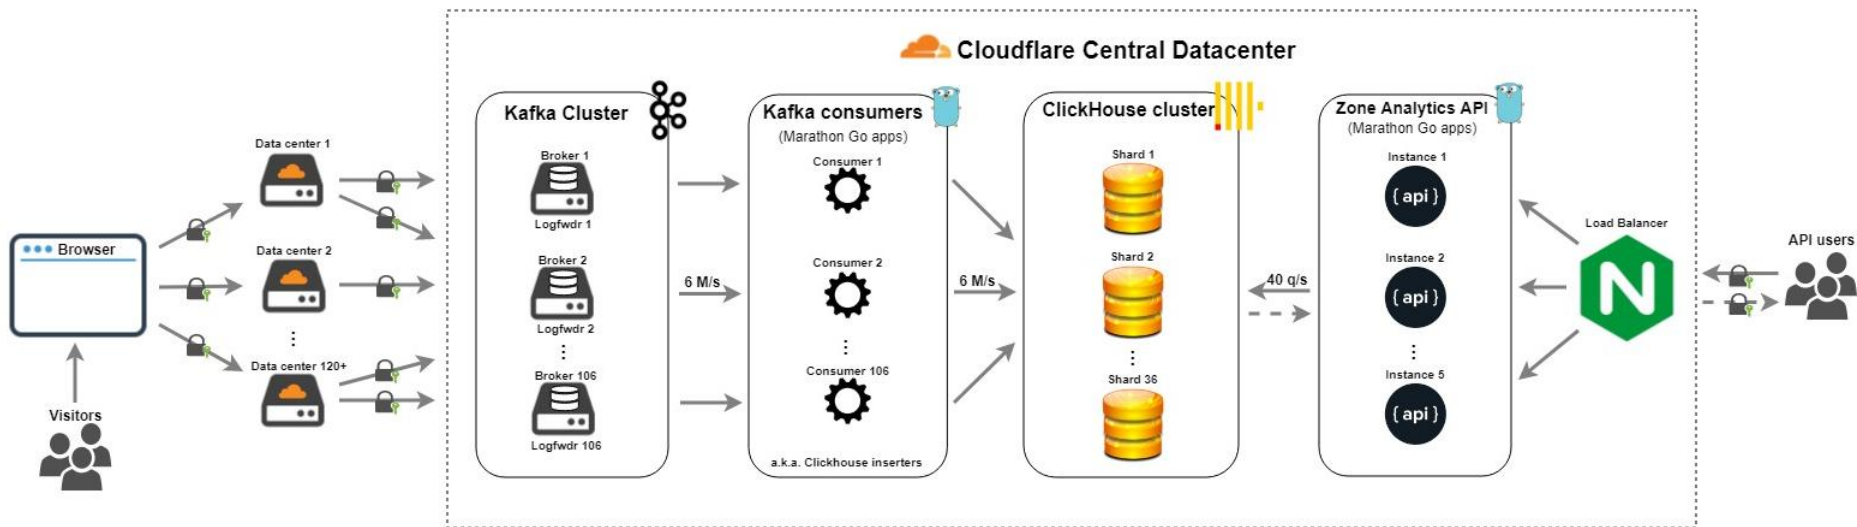 Cloudflare Central Datacenter
Visitors
Browser
Data center 1
Data center 2
Data center 120+
Kafka Cluster
Broker 1
Logfwdr 1
Broker 2
Logfwdr 2
Broker 106
Logfwdr 106
6 M/s
Kafka consumers
(Marathon Go apps)
Consumer 1
Consumer 2
Consumer 106
a.k.a. Clickhouse inserters
6 M/s
ClickHouse cluster
Shard 1
Shard 2
Shard 36
40 q/s
Zone Analytics API
(Marathon Go apps)
Instance 1
{ api }
Instance 2
{ api }
Instance 5
{ api }
Load Balancer
N
API users